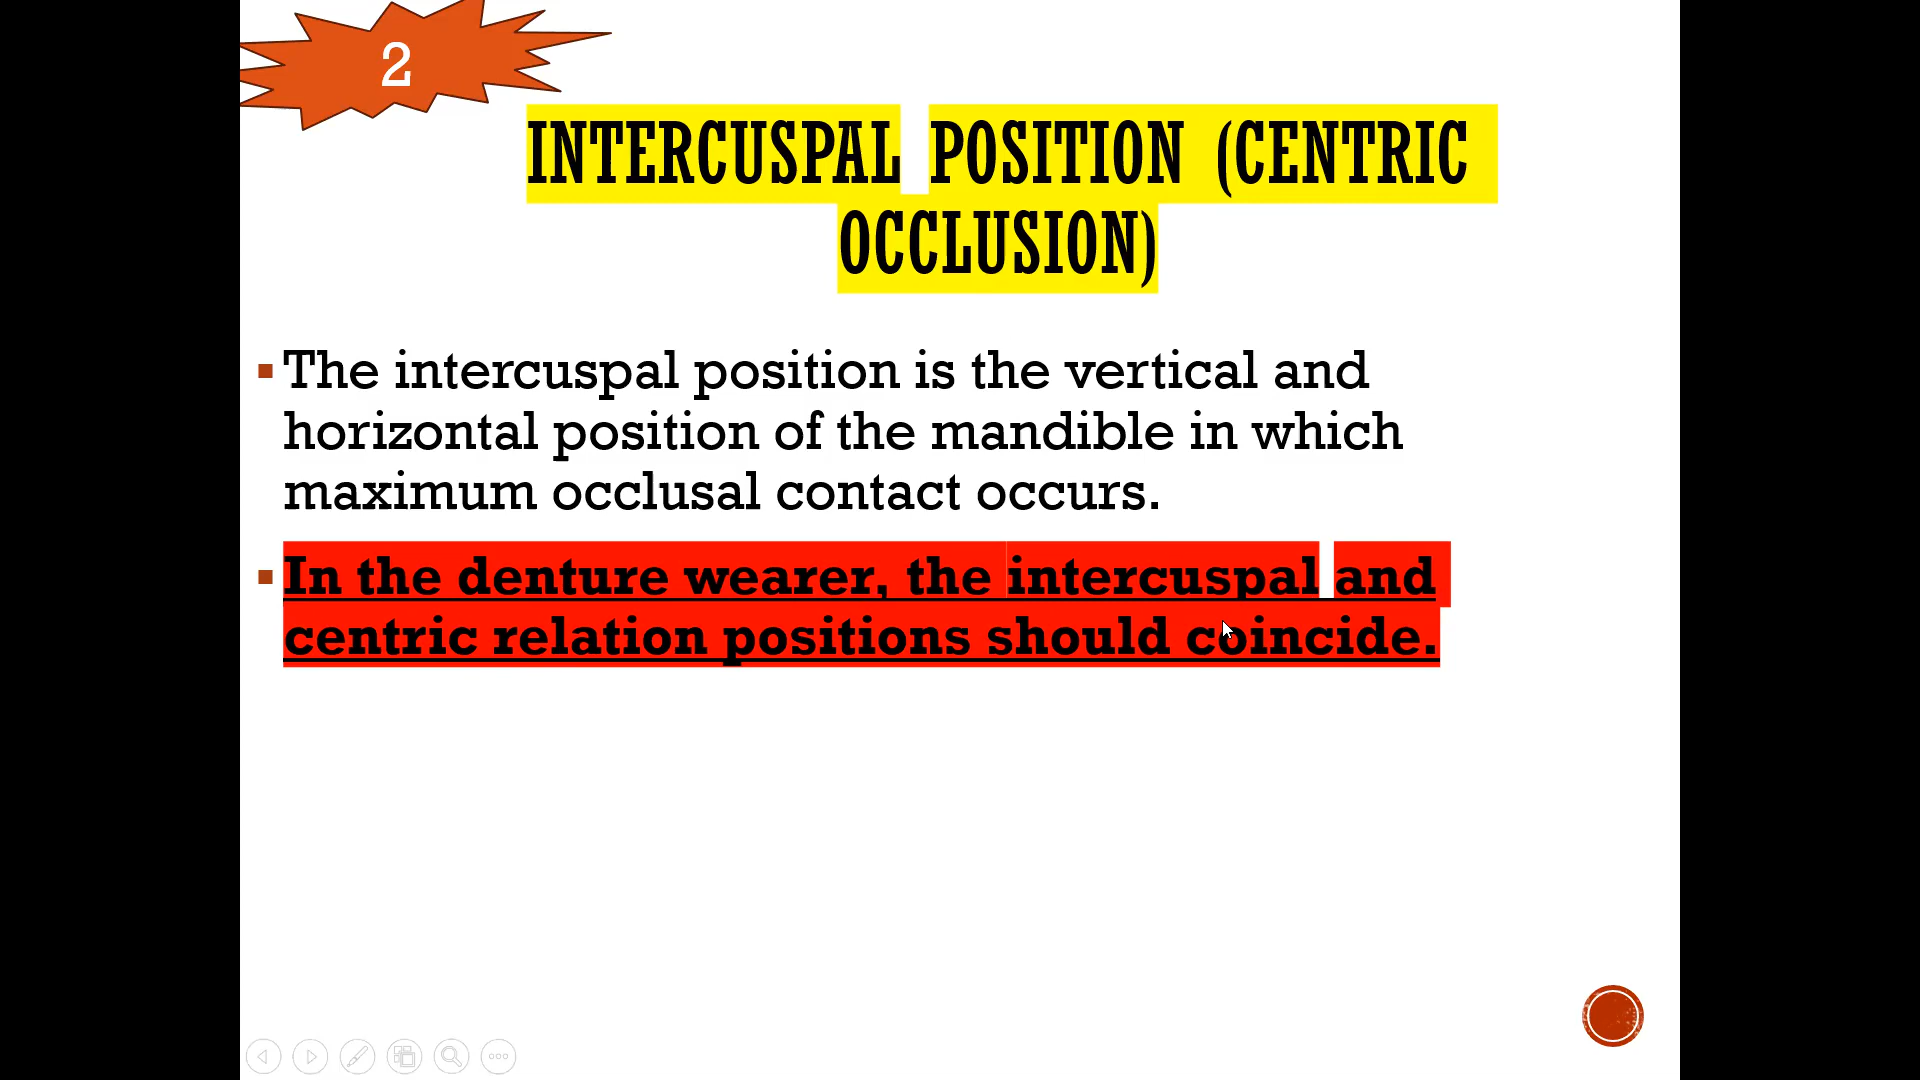 2
INTERCUSPAL POSITION (CENTRIC
OCCLUSION)
The intercuspal position is the vertical and
horizontal position of the mandible in which
maximum occlusal contact occurs.
In the denture wearer, the intercuspal and
centric relation positions should coincide.